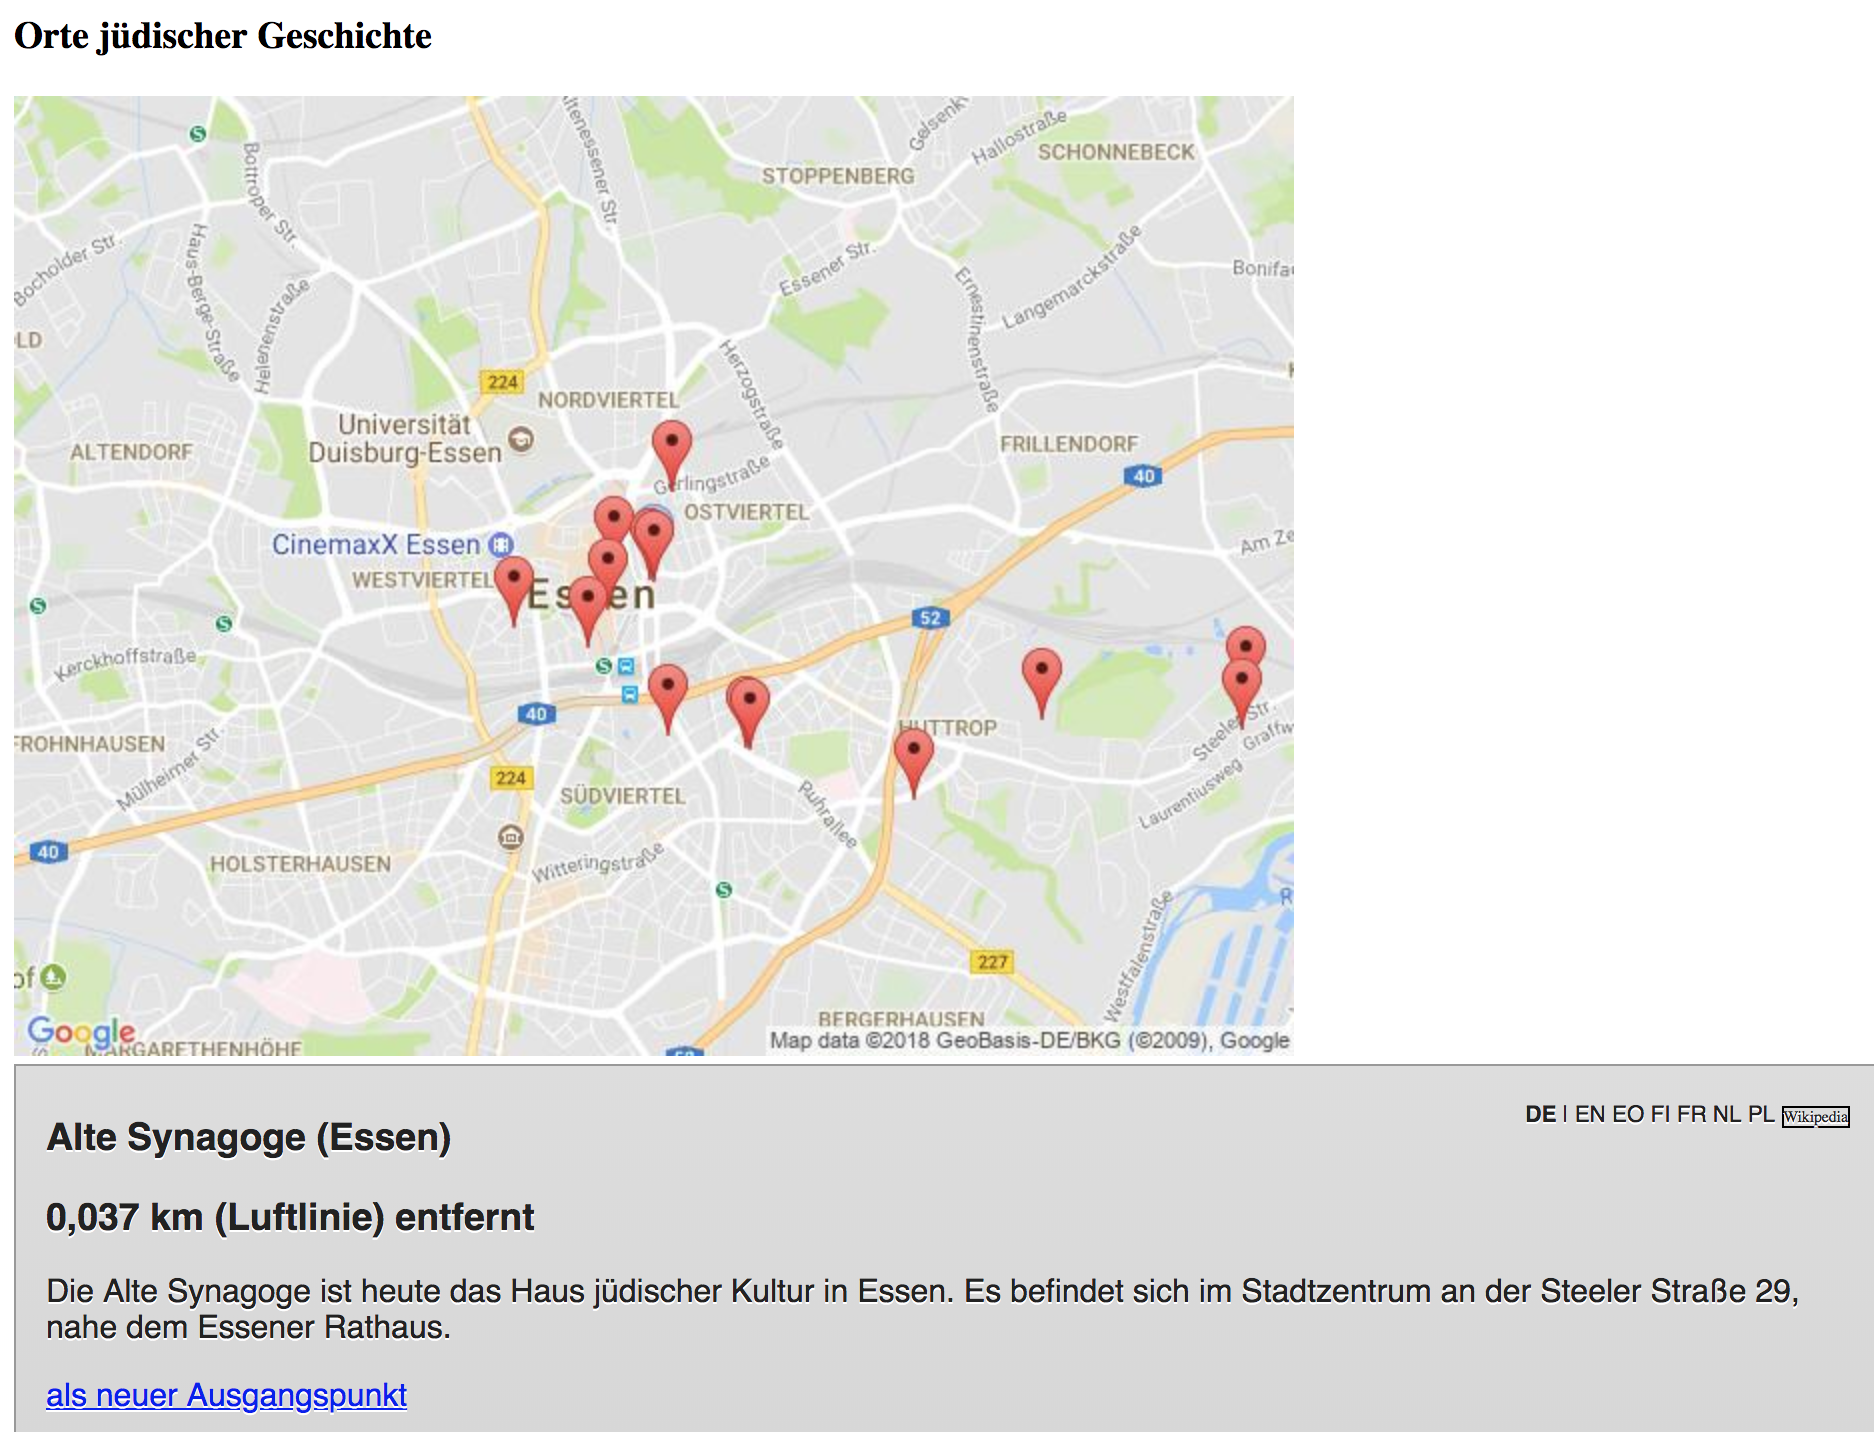 Orte jüdischer Geschichte
Altenessener Str.
Gelsenk
Hallostraße
SCHONNEBECK
STOPPENBERG
Bottroper Str.
Bocholder Str.
Haus-Berge-Straße
Helenenstraße
Essener Str.
Langemarckstraße
Ernestinenstraße
Bonifa
LD
224
NORDVIERTEL
Herzogstraße
Universität
Duisburg-Essen
ALTENDORF
FRILLENDORF
40
Gerlingstraße
OSTVIERTEL
CinemaxX Essen
Am Ze
WESTVIERTEL
Essen
52
Kerckhoffstraße
40
HUTTROP
Steeler Str.
Graffw
FROHNHAUSEN
Mülheimer Str.
224
SÜDVIERTEL
Ruhrallee
Laurentiusweg
40
HOLSTERHAUSEN
Witteringstraße
R
Westfalenstraße
227
of
BERGERHAUSEN
Google
MARGARETHENHÖHE
Map data ©2018 GeoBasis-DE/BKG (©2009), Google
DE | EN EO FI FR NL PL Wikipedia
Alte Synagoge (Essen)
0,037 km (Luftlinie) entfernt
Die Alte Synagoge ist heute das Haus jüdischer Kultur in Essen. Es befindet sich im Stadtzentrum an der Steeler Straße 29,
nahe dem Essener Rathaus.
als neuer Ausgangspunkt